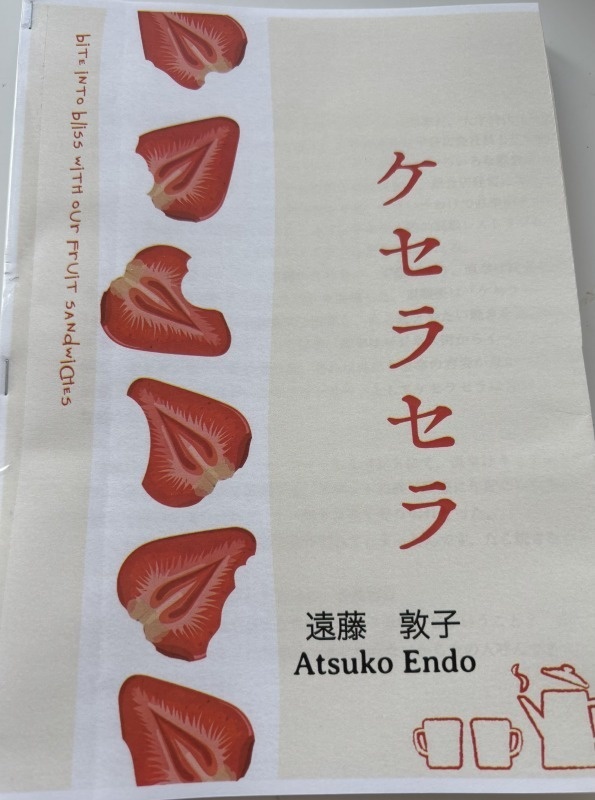 BiTE iNTO bliss wiTH OUr FrUiT SANdwiCHES
ケセラセラ
遠藤　敦子
Atsuko Endo